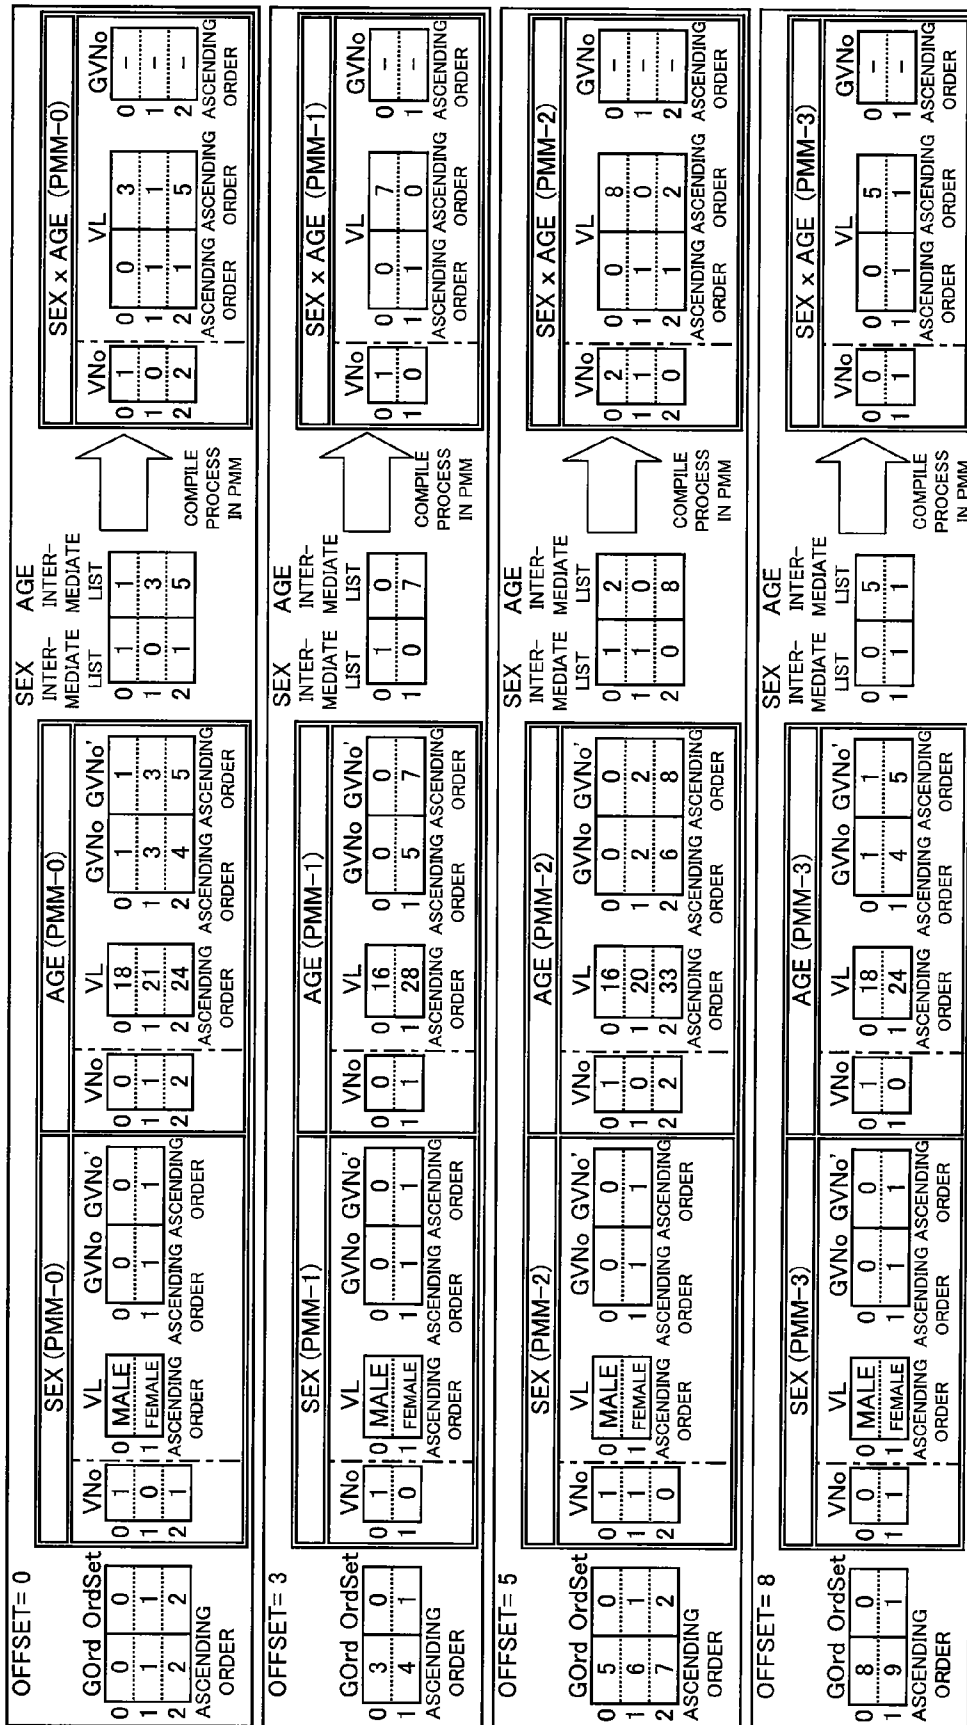 OFFSET= 0
GOrd OrdSet
0 0 0
1 1 1
2 2 2
ASCENDING
ORDER
SEX (PMM-0)
VNo VL GVNo GVNo'
0 1 0 MALE 0 0 0
1 0 1 FEMALE 1 1 1
2 1
ASCENDING ASCENDING ASCENDING
ORDER ORDER ORDER
AGE (PMM-0)
VNo VL GVNo GVNo'
0 0 0 18 0 1 1
1 1 1 21 1 3 3
2 2 2 24 2 4 5
ASCENDING ASCENDING ASCENDING
ORDER ORDER ORDER
SEX AGE
INTER- INTER-
MEDIATE MEDIATE
LIST LIST
0 1 1
1 0 3
2 1 5
COMPILE
PROCESS
IN PMM
SEX x AGE (PMM-0)
VNo VL GVNo
0 1 0 0 3 0 -
1 0 1 1 1 1 -
2 2 2 1 5 2 -
ASCENDING ASCENDING ASCENDING
ORDER ORDER ORDER
OFFSET= 3
GOrd OrdSet
0 3 0
1 4 1
ASCENDING
ORDER
SEX (PMM-1)
VNo VL GVNo GVNo'
0 1 0 MALE 0 0 0
1 0 1 FEMALE 1 1 1
ASCENDING ASCENDING ASCENDING
ORDER ORDER ORDER
AGE (PMM-1)
VNo VL GVNo GVNo'
0 0 0 16 0 0 0
1 1 1 28 1 5 7
ASCENDING ASCENDING ASCENDING
ORDER ORDER ORDER
SEX AGE
INTER- INTER-
MEDIATE MEDIATE
LIST LIST
0 1 0
1 0 7
COMPILE
PROCESS
IN PMM
SEX x AGE (PMM-1)
VNo VL GVNo
0 1 0 0 7 0 -
1 0 1 1 0 1 -
ASCENDING ASCENDING ASCENDING
ORDER ORDER ORDER
OFFSET= 5
GOrd OrdSet
0 5 0
1 6 1
2 7 2
ASCENDING
ORDER
SEX (PMM-2)
VNo VL GVNo GVNo'
0 1 0 MALE 0 0 0
1 1 1 FEMALE 1 1 1
2 0
ASCENDING ASCENDING ASCENDING
ORDER ORDER ORDER
AGE (PMM-2)
VNo VL GVNo GVNo'
0 1 0 16 0 0 0
1 0 1 20 1 2 2
2 2 2 33 2 6 8
ASCENDING ASCENDING ASCENDING
ORDER ORDER ORDER
SEX AGE
INTER- INTER-
MEDIATE MEDIATE
LIST LIST
0 1 2
1 1 0
2 0 8
COMPILE
PROCESS
IN PMM
SEX x AGE (PMM-2)
VNo VL GVNo
0 2 0 0 8 0 -
1 1 1 1 0 1 -
2 0 2 1 2 2 -
ASCENDING ASCENDING ASCENDING
ORDER ORDER ORDER
OFFSET= 8
GOrd OrdSet
0 8 0
1 9 1
ASCENDING
ORDER
SEX (PMM-3)
VNo VL GVNo GVNo'
0 0 0 MALE 0 0 0
1 1 1 FEMALE 1 1 1
ASCENDING ASCENDING ASCENDING
ORDER ORDER ORDER
AGE (PMM-3)
VNo VL GVNo GVNo'
0 1 0 18 0 1 1
1 0 1 24 1 4 5
ASCENDING ASCENDING ASCENDING
ORDER ORDER ORDER
SEX AGE
INTER- INTER-
MEDIATE MEDIATE
LIST LIST
0 0 5
1 1 1
COMPILE
PROCESS
IN PMM
SEX x AGE (PMM-3)
VNo VL GVNo
0 0 0 0 5 0 -
1 1 1 1 1 1 -
ASCENDING ASCENDING ASCENDING
ORDER ORDER ORDER